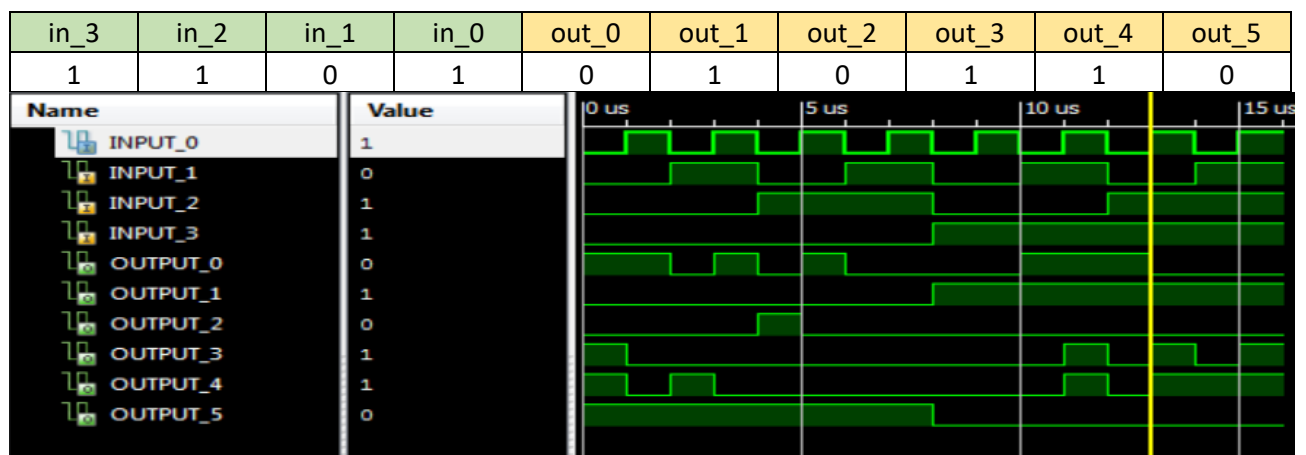 in_3 in_2 in_1 in_0 out_0 out_1 out_2 out_3 out_4 out_5
1 1 0 1 0 1 0 1 1 0
Name Value 0 us 5 us 10 us 15 us
INPUT_0 1
INPUT_1 0
INPUT_2 1
INPUT_3 1
OUTPUT_0 0
OUTPUT_1 1
OUTPUT_2 0
OUTPUT_3 1
OUTPUT_4 1
OUTPUT_5 0